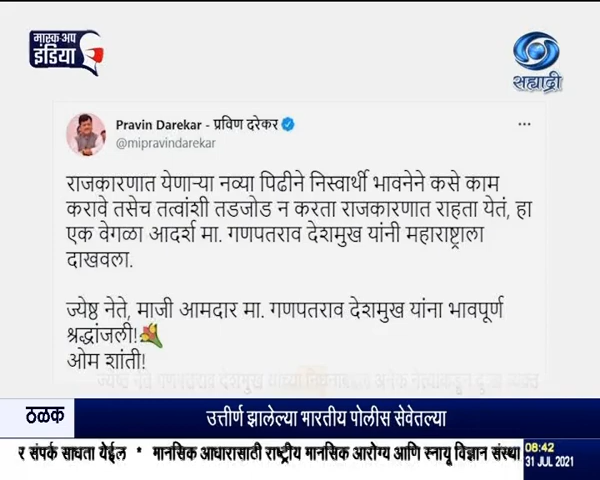 मास्क अप
इंडिया
सह्याद्री
Pravin Darekar - प्रविण दरेकर
@mipravindarekar
राजकारणात येणाऱ्या नव्या पिढीने निस्वार्थी भावनेने कसे काम
करावे तसेच तत्वांशी तडजोड न करता राजकारणात राहता येतं, हा
एक वेगळा आदर्श मा. गणपतराव देशमुख यांनी महाराष्ट्राला
दाखवला.
ज्येष्ठ नेते, माजी आमदार मा. गणपतराव देशमुख यांना भावपूर्ण
श्रद्धांजली!💐
ओम शांती!
ठळक
उत्तीर्ण झालेल्या भारतीय पोलीस सेवेतल्या
र संपर्क साधता येईल * मानसिक आधारासाठी राष्ट्रीय मानसिक आरोग्य आणि स्नायू विज्ञान संस्था
08:42
31 JUL 2021